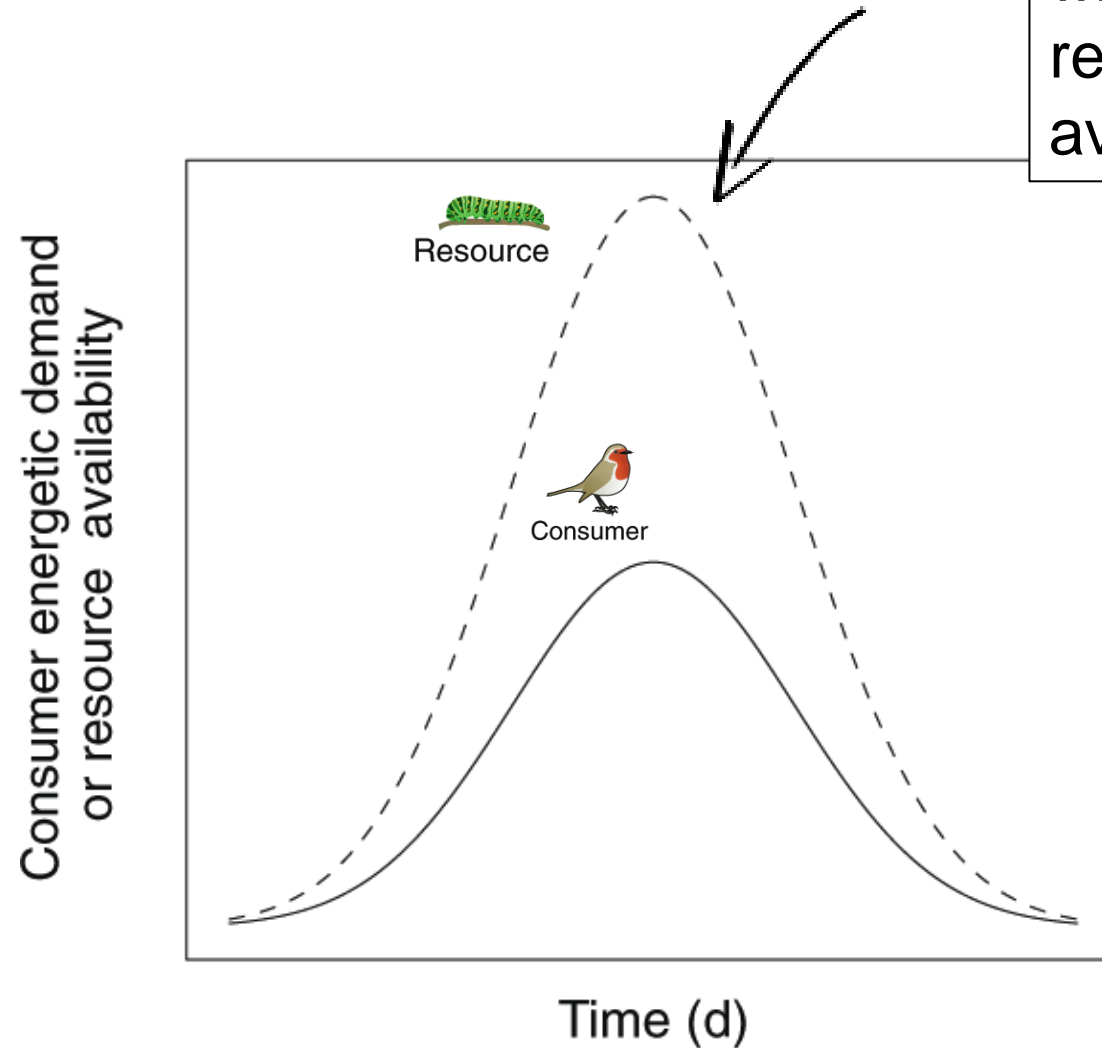 re
av
Resource
Consumer
Consumer energetic demand
or resource availability
Time (d)